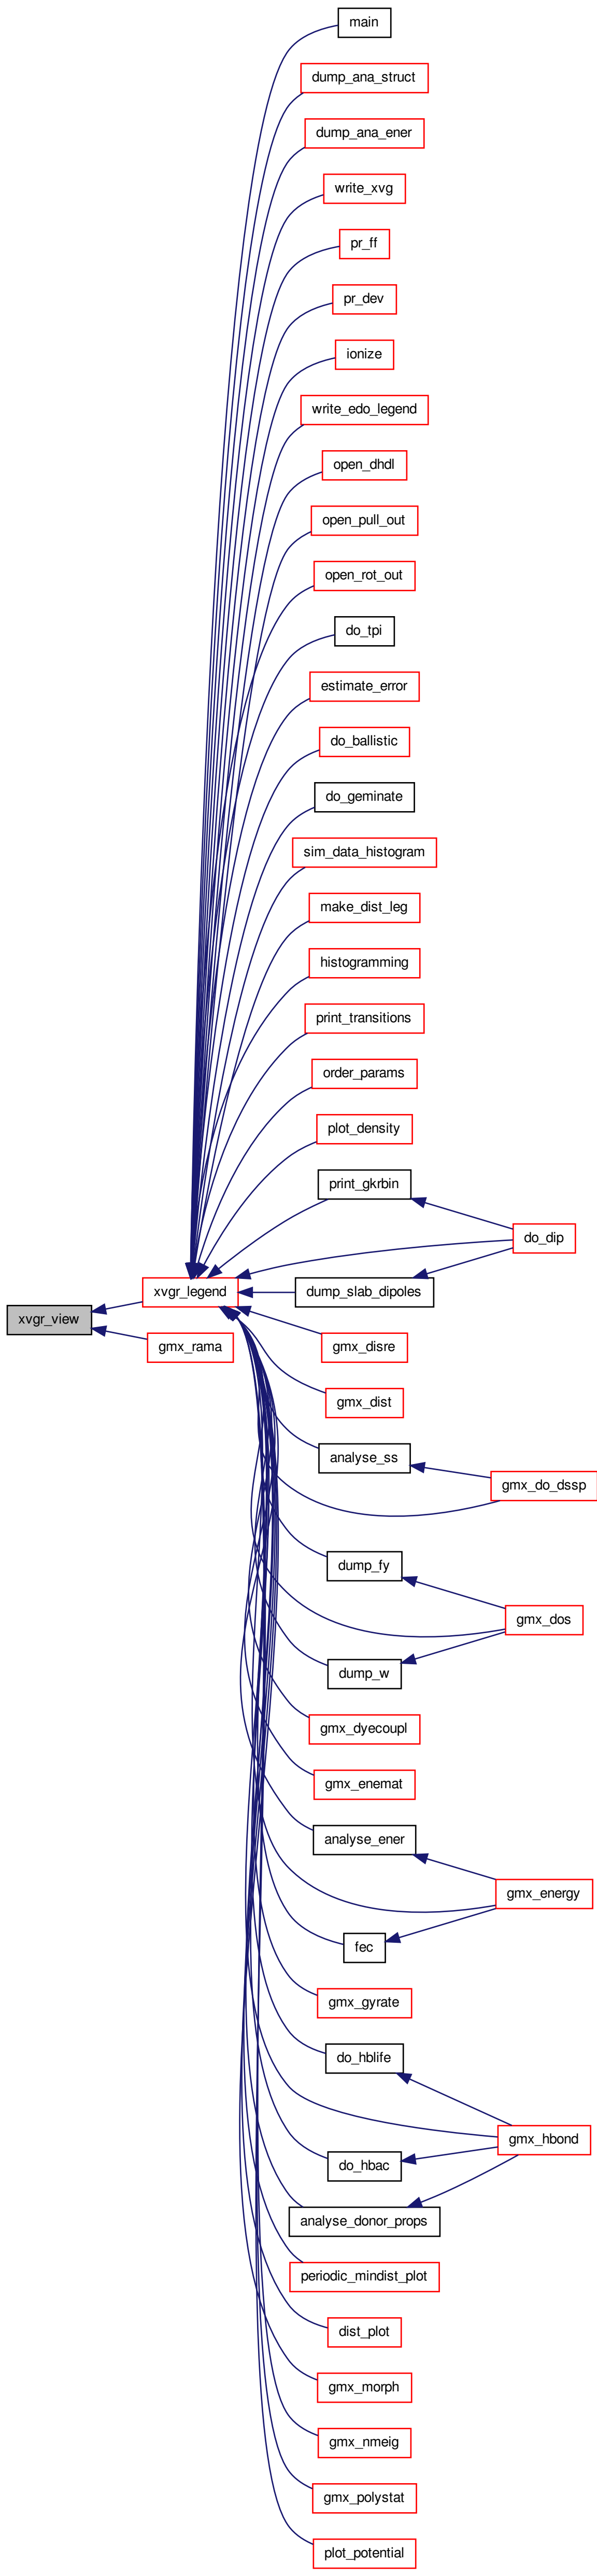 main
dump_ana_struct
dump_ana_ener
write_xvg
pr_ff
pr_dev
ionize
write_edo_legend
open_dhdl
open_pull_out
open_rot_out
do_tpi
estimate_error
do_ballistic
do_geminate
sim_data_histogram
make_dist_leg
histogramming
print_transitions
order_params
plot_density
print_gkrbin
do_dip
xvgr_legend
dump_slab_dipoles
xvgr_view
gmx_rama
gmx_disre
gmx_dist
analyse_ss
gmx_do_dssp
dump_fy
gmx_dos
dump_w
gmx_dyecoupl
gmx_enemat
analyse_ener
gmx_energy
fec
gmx_gyrate
do_hblife
gmx_hbond
do_hbac
analyse_donor_props
periodic_mindist_plot
dist_plot
gmx_morph
gmx_nmeig
gmx_polystat
plot_potential